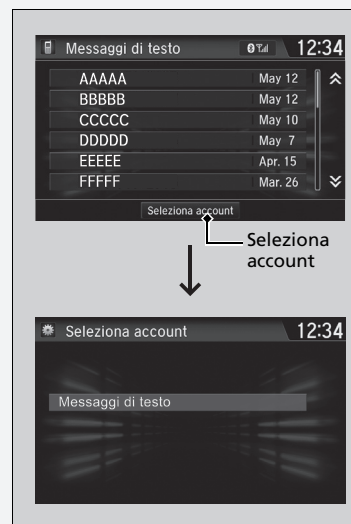 Messaggi di testo 12:34
AAAAA May 12
BBBBB May 12
CCCCC May 10
DDDDD May 7
EEEEE Apr. 15
FFFFF Mar. 26
Seleziona account
Seleziona
account
Seleziona account 12:34
Messaggi di testo